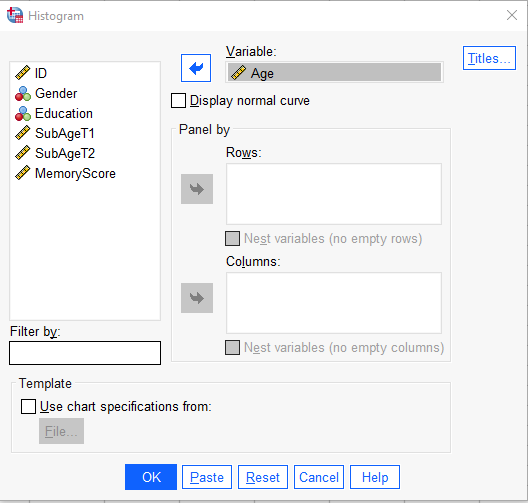 Histogram
Variable:
Age
Titles...
ID
Gender
Education
SubAgeT1
SubAgeT2
MemoryScore
Display normal curve
Panel by
Rows:
Nest variables (no empty rows)
Columns:
Nest variables (no empty columns)
Filter by:
Template
Use chart specifications from:
File...
OK Paste Reset Cancel Help